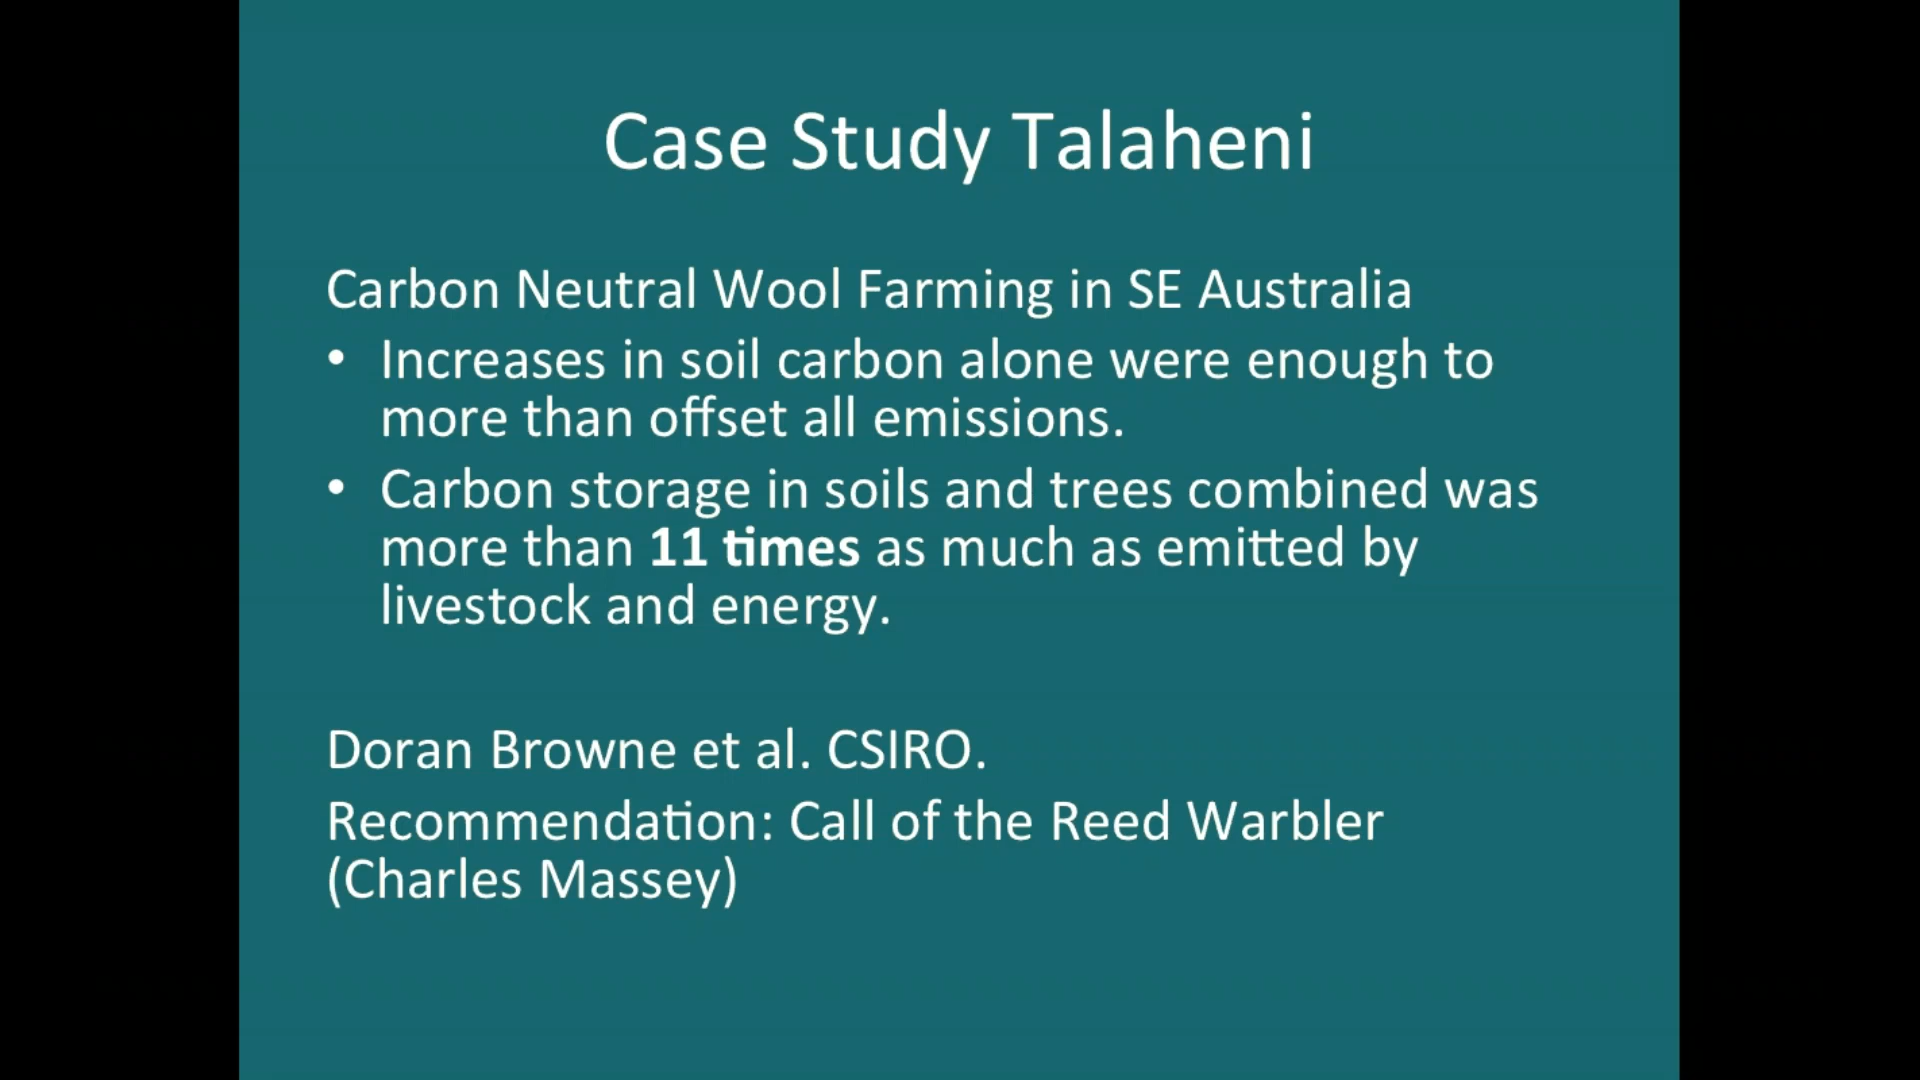 Case Study Talaheni
Carbon Neutral Wool Farming in SE Australia
• Increases in soil carbon alone were enough to
more than offset all emissions.
• Carbon storage in soils and trees combined was
more than 11 times as much as emitted by
livestock and energy.
Doran Browne et al. CSIRO.
Recommendation: Call of the Reed Warbler
(Charles Massey)